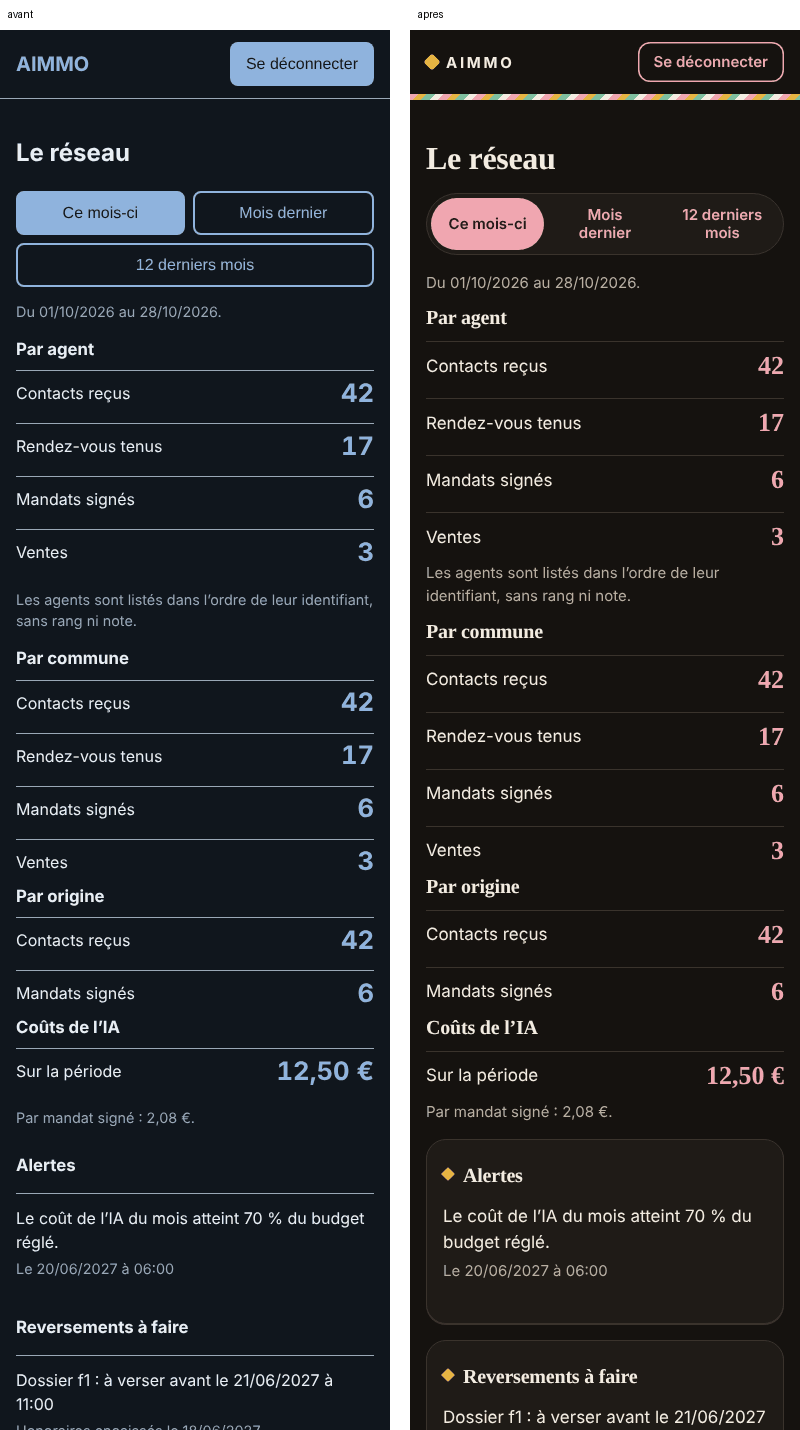 avant
AIMMO
Se déconnecter
Le réseau
Ce mois-ci
Mois dernier
12 derniers mois
Du 01/10/2026 au 28/10/2026.
Par agent
Contacts reçus 42
Rendez-vous tenus 17
Mandats signés 6
Ventes 3
Les agents sont listés dans l’ordre de leur identifiant,
sans rang ni note.
Par commune
Contacts reçus 42
Rendez-vous tenus 17
Mandats signés 6
Ventes 3
Par origine
Contacts reçus 42
Mandats signés 6
Coûts de l’IA
Sur la période 12,50 €
Par mandat signé : 2,08 €.
Alertes
Le coût de l’IA du mois atteint 70 % du budget
réglé.
Le 20/06/2027 à 06:00
Reversements à faire
Dossier f1 : à verser avant le 21/06/2027 à
11:00
Honoraires encaissés le 18/06/2027
apres
AIMMO
Se déconnecter
Le réseau
Ce mois-ci
Mois
dernier
12 derniers
mois
Du 01/10/2026 au 28/10/2026.
Par agent
Contacts reçus 42
Rendez-vous tenus 17
Mandats signés 6
Ventes 3
Les agents sont listés dans l’ordre de leur
identifiant, sans rang ni note.
Par commune
Contacts reçus 42
Rendez-vous tenus 17
Mandats signés 6
Ventes 3
Par origine
Contacts reçus 42
Mandats signés 6
Coûts de l’IA
Sur la période 12,50 €
Par mandat signé : 2,08 €.
Alertes
Le coût de l’IA du mois atteint 70 % du
budget réglé.
Le 20/06/2027 à 06:00
Reversements à faire
Dossier f1 : à verser avant le 21/06/2027